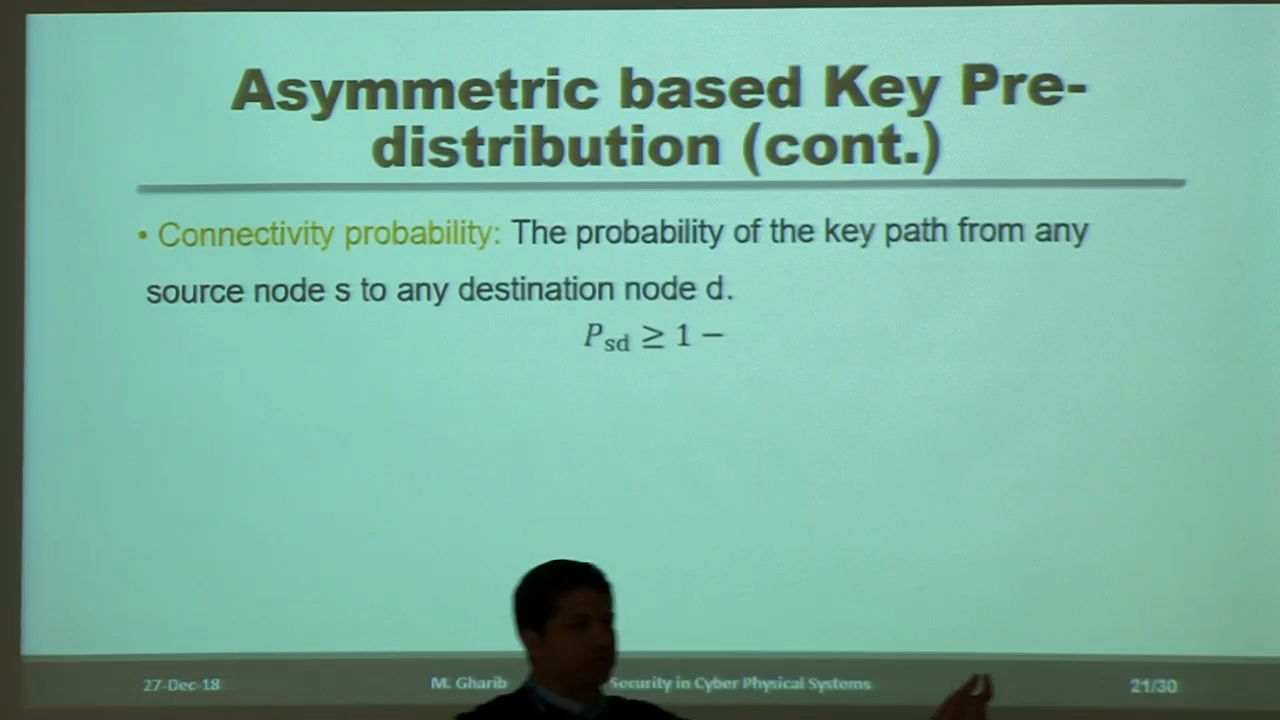 Asymmetric based Key Pre-
distribution (cont.)
• Connectivity probability: The probability of the key path from any
source node s to any destination node d.
P_sd ≥ 1 −
27-Dec-18 M. Gharib Security in Cyber Physical Systems 21/30